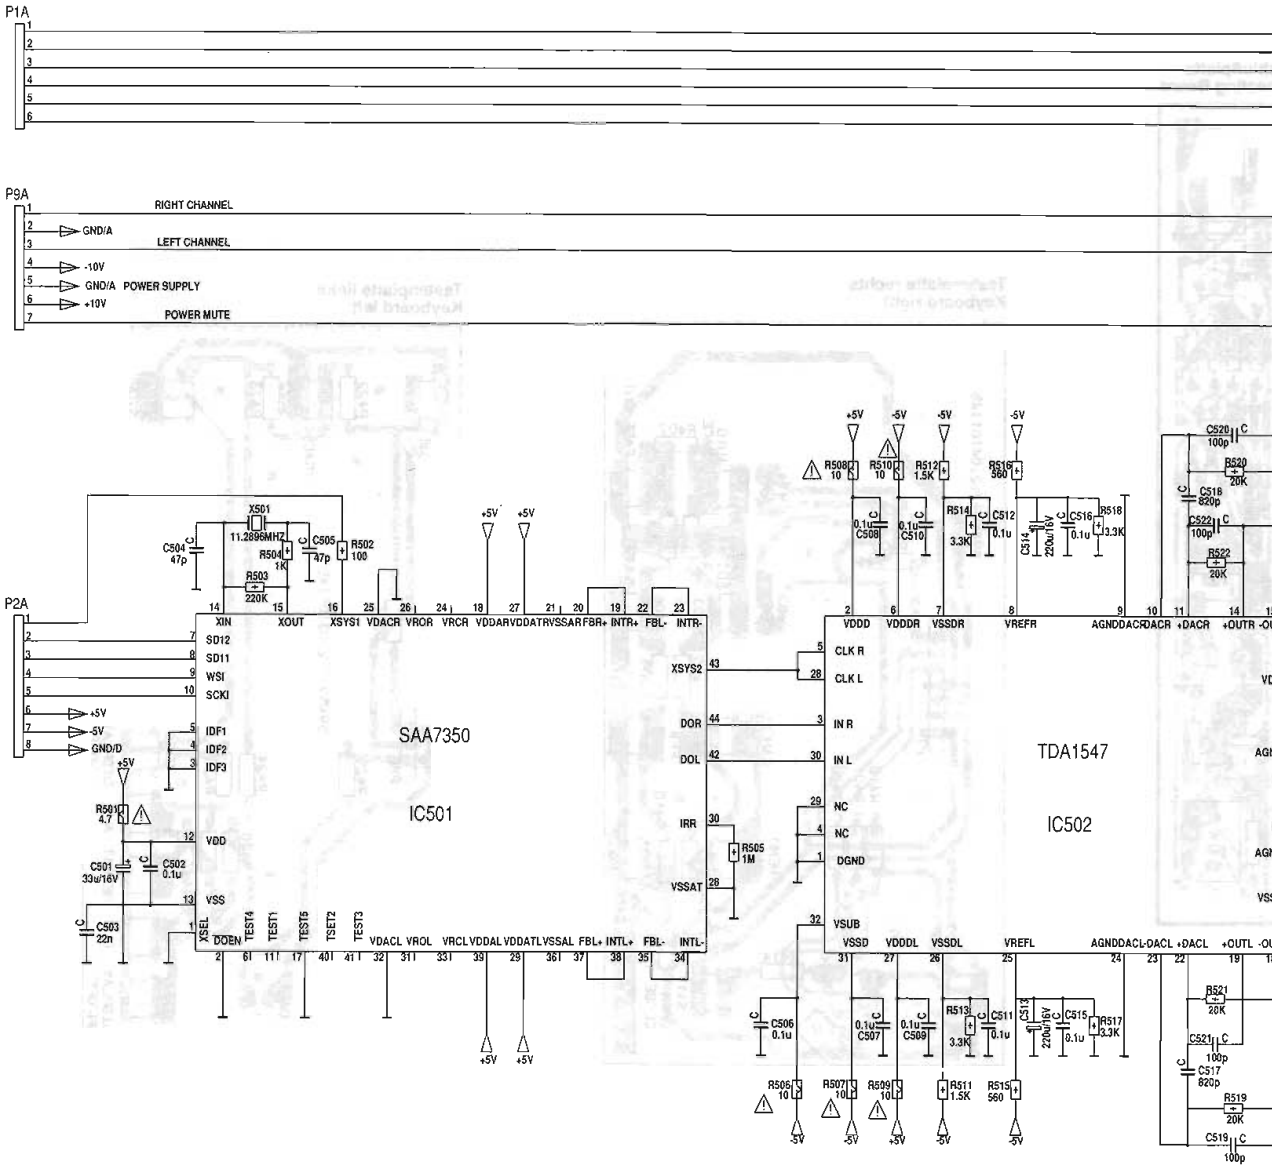 P1A
1
2
3
4
5
6
P9A
1 RIGHT CHANNEL
2 GND/A
3 LEFT CHANNEL
4 -10V
5 GND/A POWER SUPPLY
6 +10V
7 POWER MUTE
+5V -5V -5V -5V
R508 10 R510 10 R512 1.5K R516 560
C520 C 100p
R520 20K
C C518 820p
C522 C 100p
R522 20K
0.1u C C508 0.1u C C510 R514 3.3K C C512 0.1u C514 220u/16V C C516 0.1u R518 3.3K
X501
11.2896MHZ
C C504 47p
R504 1K
C C505 47p
R502 100
R503 220K
+5V +5V
P2A
1
2
3
4
5
6 +5V
7 -5V
8 GND/D
14 15 16 25 26 24 18 27 21 20 19 22 23
XIN XOUT XSYS1 VDACR VROR VRCR VDDAR VDDATR VSSAR FBR+ INTR+ FBL- INTR-
7 SD12
8 SD11
9 WSI
10 SCKI
5 IDF1
4 IDF2
3 IDF3
+5V
R501 4.7
12 VDD
C501 33u/16V +
C C502 0.1u
13 VSS
C C503 22n
1 XSEL
SAA7350
IC501
XSYS2 43
DOR 44
DOL 42
IRR 30
R505 1M
VSSAT 28
DOEN TEST4 TEST1 TEST5 TSET2 TEST3 VDACL VROL VRCL VDDAL VDDATL VSSAL FBL+ INTL+ FBL- INTL-
2 6 11 17 40 41 32 31 33 39 29 36 37 38 35 34
+5V +5V
2 6 7 8 9 10 11 14
VDDD VDDDR VSSDR VREFR AGNDDACR -DACR +DACR +OUTR
5 CLK R
28 CLK L
3 IN R
30 IN L
29 NC
4 NC
1 DGND
32 VSUB
TDA1547
IC502
VSSD VDDDL VSSDL VREFL AGNDDACL -DACL +DACL +OUTL
31 27 26 25 24 23 22 19
C C506 0.1u 0.1u C C507 0.1u C C509 R513 3.3K C C511 0.1u C513 220u/16V C C515 0.1u R517 3.3K
R521 20K
C521 C 100p
C C517 820p
R519 20K
C519 C 100p
R506 10 R507 10 R509 10 R511 1.5K R515 560
-5V -5V +5V -5V -5V